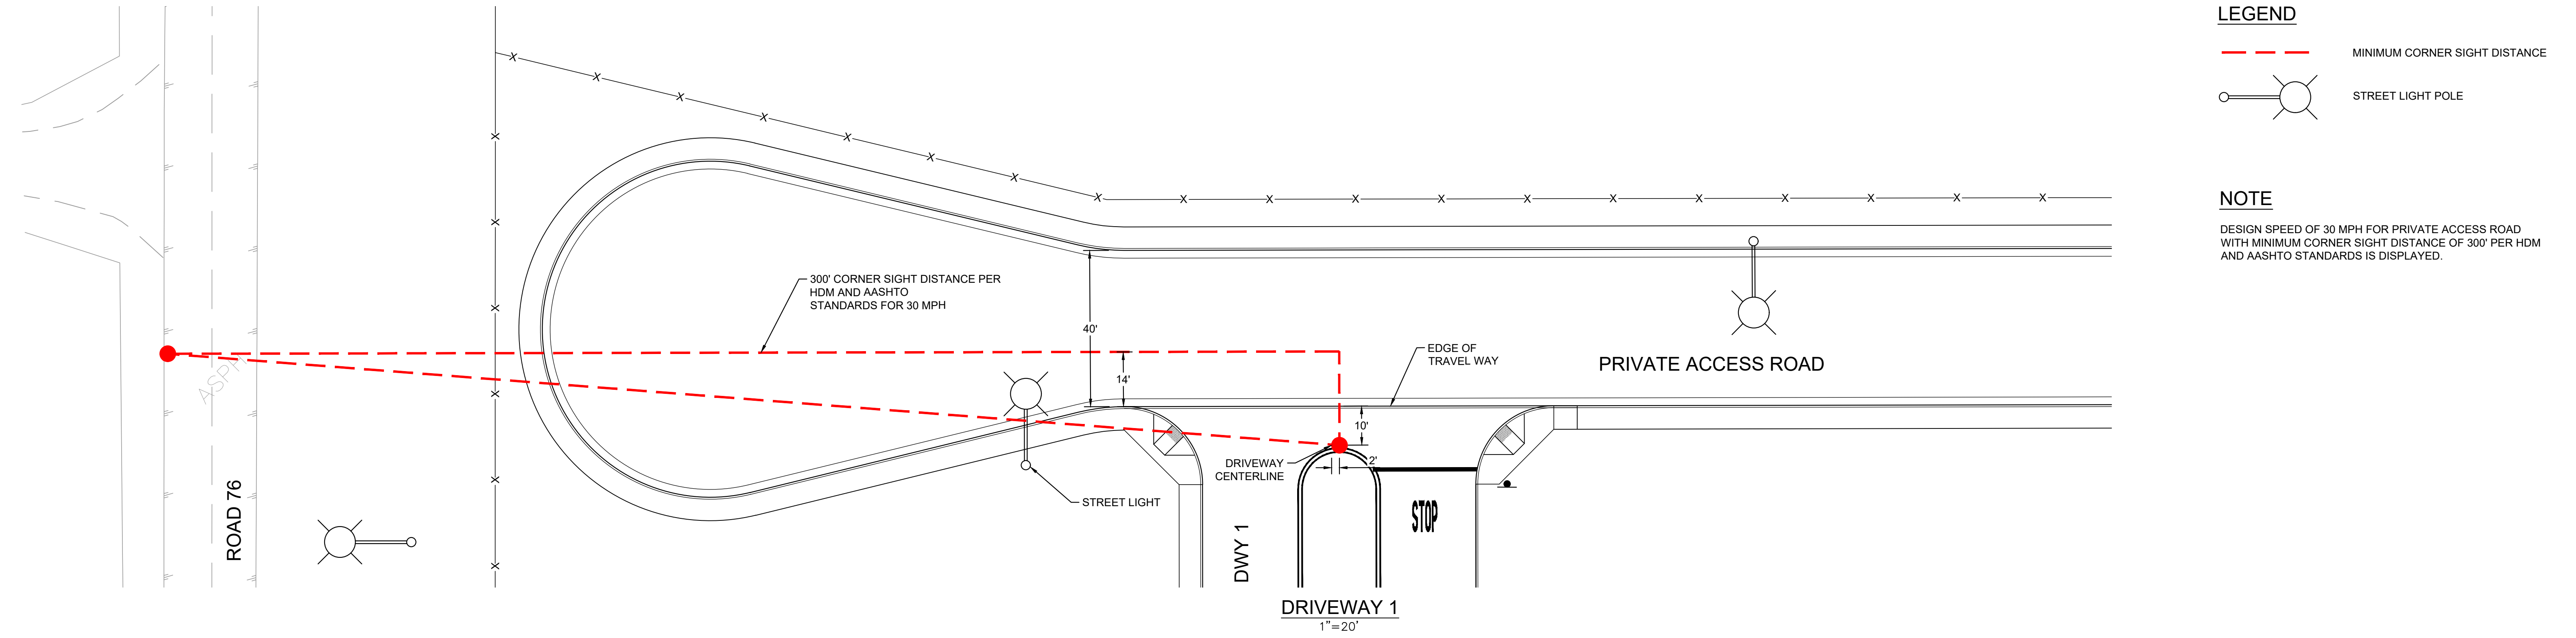 LEGEND
MINIMUM CORNER SIGHT DISTANCE
STREET LIGHT POLE
NOTE
DESIGN SPEED OF 30 MPH FOR PRIVATE ACCESS ROAD
WITH MINIMUM CORNER SIGHT DISTANCE OF 300' PER HDM
AND AASHTO STANDARDS IS DISPLAYED.
300' CORNER SIGHT DISTANCE PER
HDM AND AASHTO
STANDARDS FOR 30 MPH
40'
14'
EDGE OF
TRAVEL WAY
PRIVATE ACCESS ROAD
10'
2'
DRIVEWAY
CENTERLINE
STREET LIGHT
STOP
ROAD 76
DWY 1
DRIVEWAY 1
1"=20'